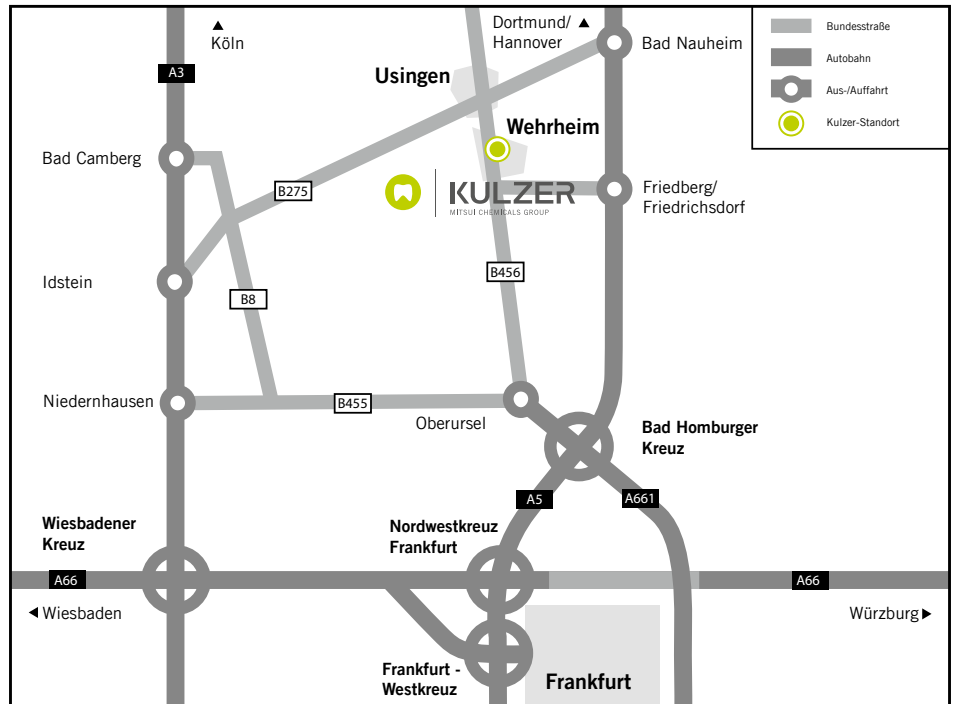 Dortmund/
Hannover
Köln
Bad Nauheim
Bundesstraße
Autobahn
Aus-/Auffahrt
Kulzer-Standort
A3
Usingen
Wehrheim
Bad Camberg
B275
KULZER
MITSUI CHEMICALS GROUP
Friedberg/
Friedrichsdorf
Idstein
B456
B8
Niedernhausen
B455
Oberursel
Bad Homburger
Kreuz
A5
A661
Wiesbadener
Kreuz
Nordwestkreuz
Frankfurt
A66
A66
Wiesbaden
Würzburg
Frankfurt -
Westkreuz
Frankfurt